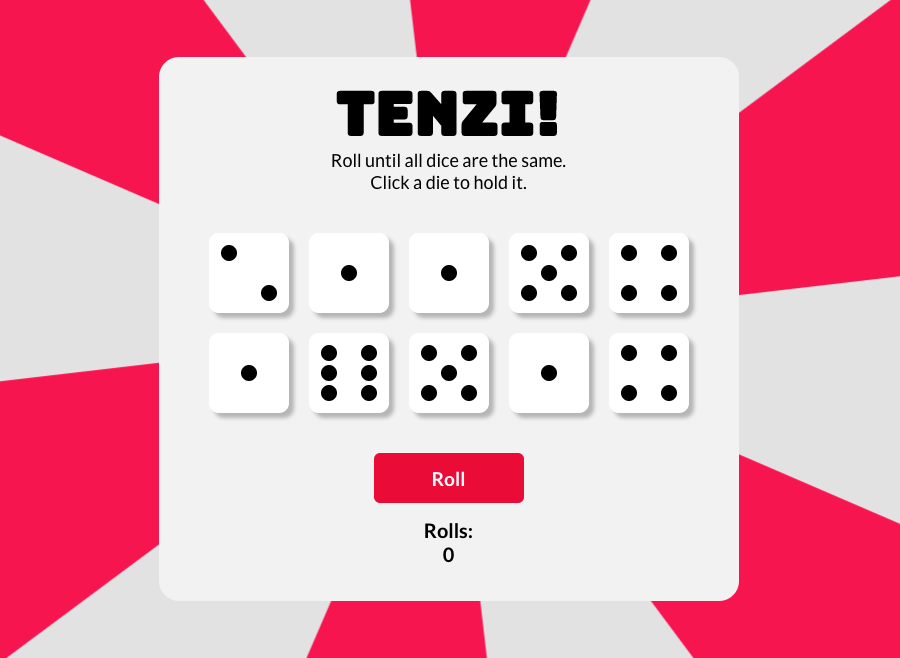 TENZI!
Roll until all dice are the same.
Click a die to hold it.
Roll
Rolls:
0